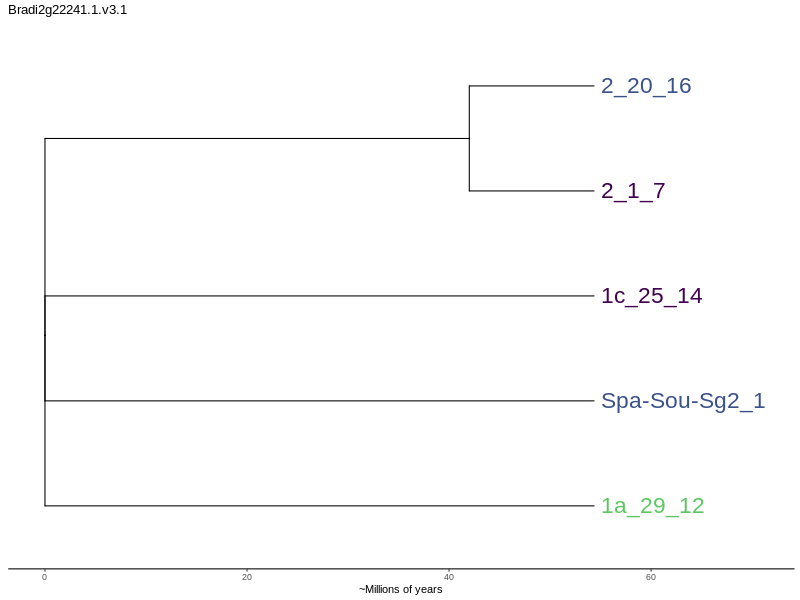 Bradi2g22241.1.v3.1
2_20_16
2_1_7
1c_25_14
Spa-Sou-Sg2_1
1a_29_12
0 20 40 60
~Millions of years